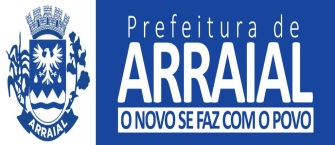 ARRAIAL
Prefeitura de
ARRAIAL
O NOVO SE FAZ COM O POVO